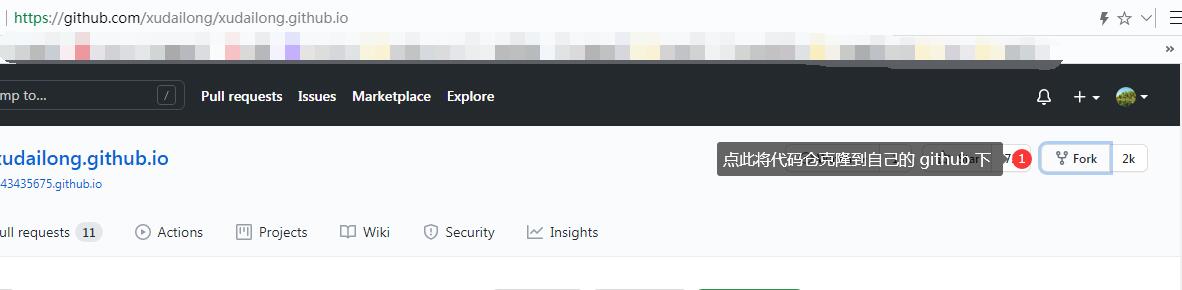 https://github.com/xudailong/xudailong.github.io
»
mp to... /
Pull requests Issues Marketplace Explore
xudailong.github.io
点此将代码仓克隆到自己的 github 下 1 Fork 2k
43435675.github.io
ull requests 11 Actions Projects Wiki Security Insights